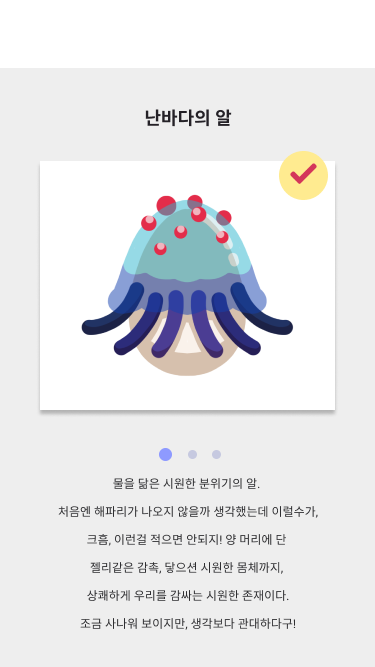 난바다의 알
물을 닮은 시원한 분위기의 알.
처음엔 해파리가 나오지 않을까 생각했는데 이럴수가,
크흠, 이런걸 적으면 안되지! 양 머리에 단
젤리같은 감촉, 닿으션 시원한 몸체까지,
상쾌하게 우리를 감싸는 시원한 존재이다.
조금 사나워 보이지만, 생각보다 관대하다구!